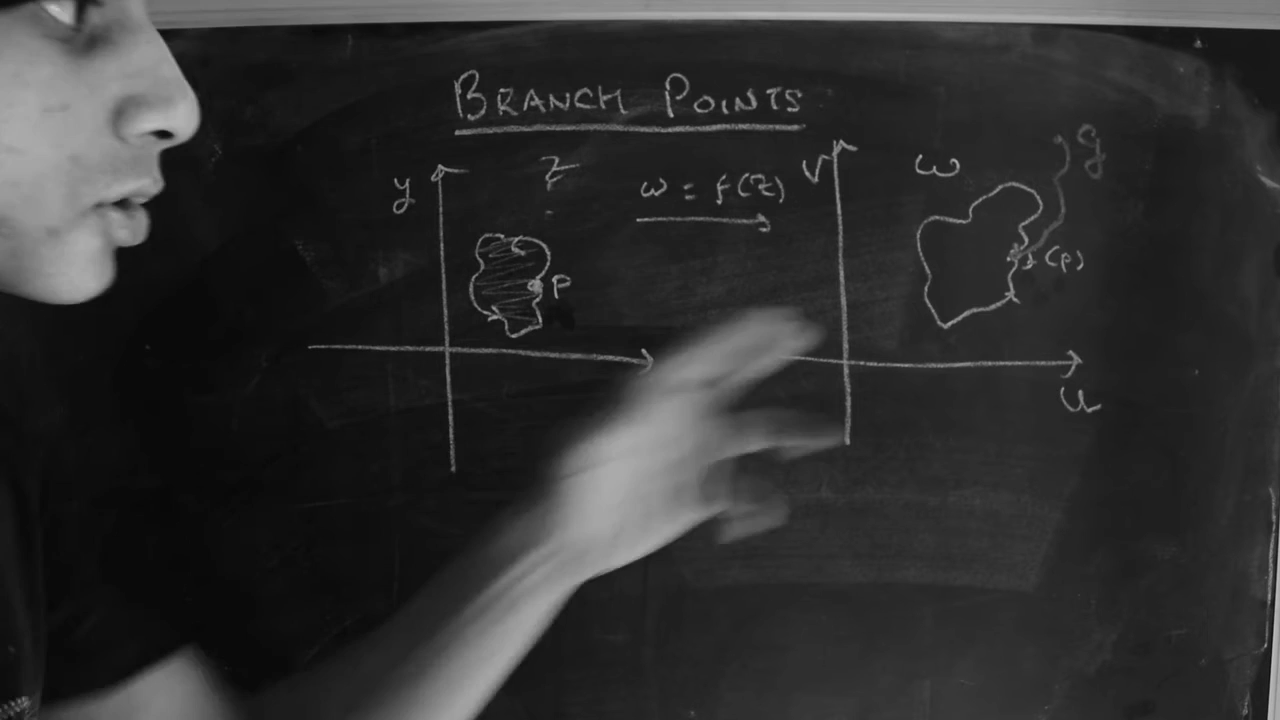 BRANCH POINTS
y
z
w = f(z)
v
w
g
p
f(p)
u